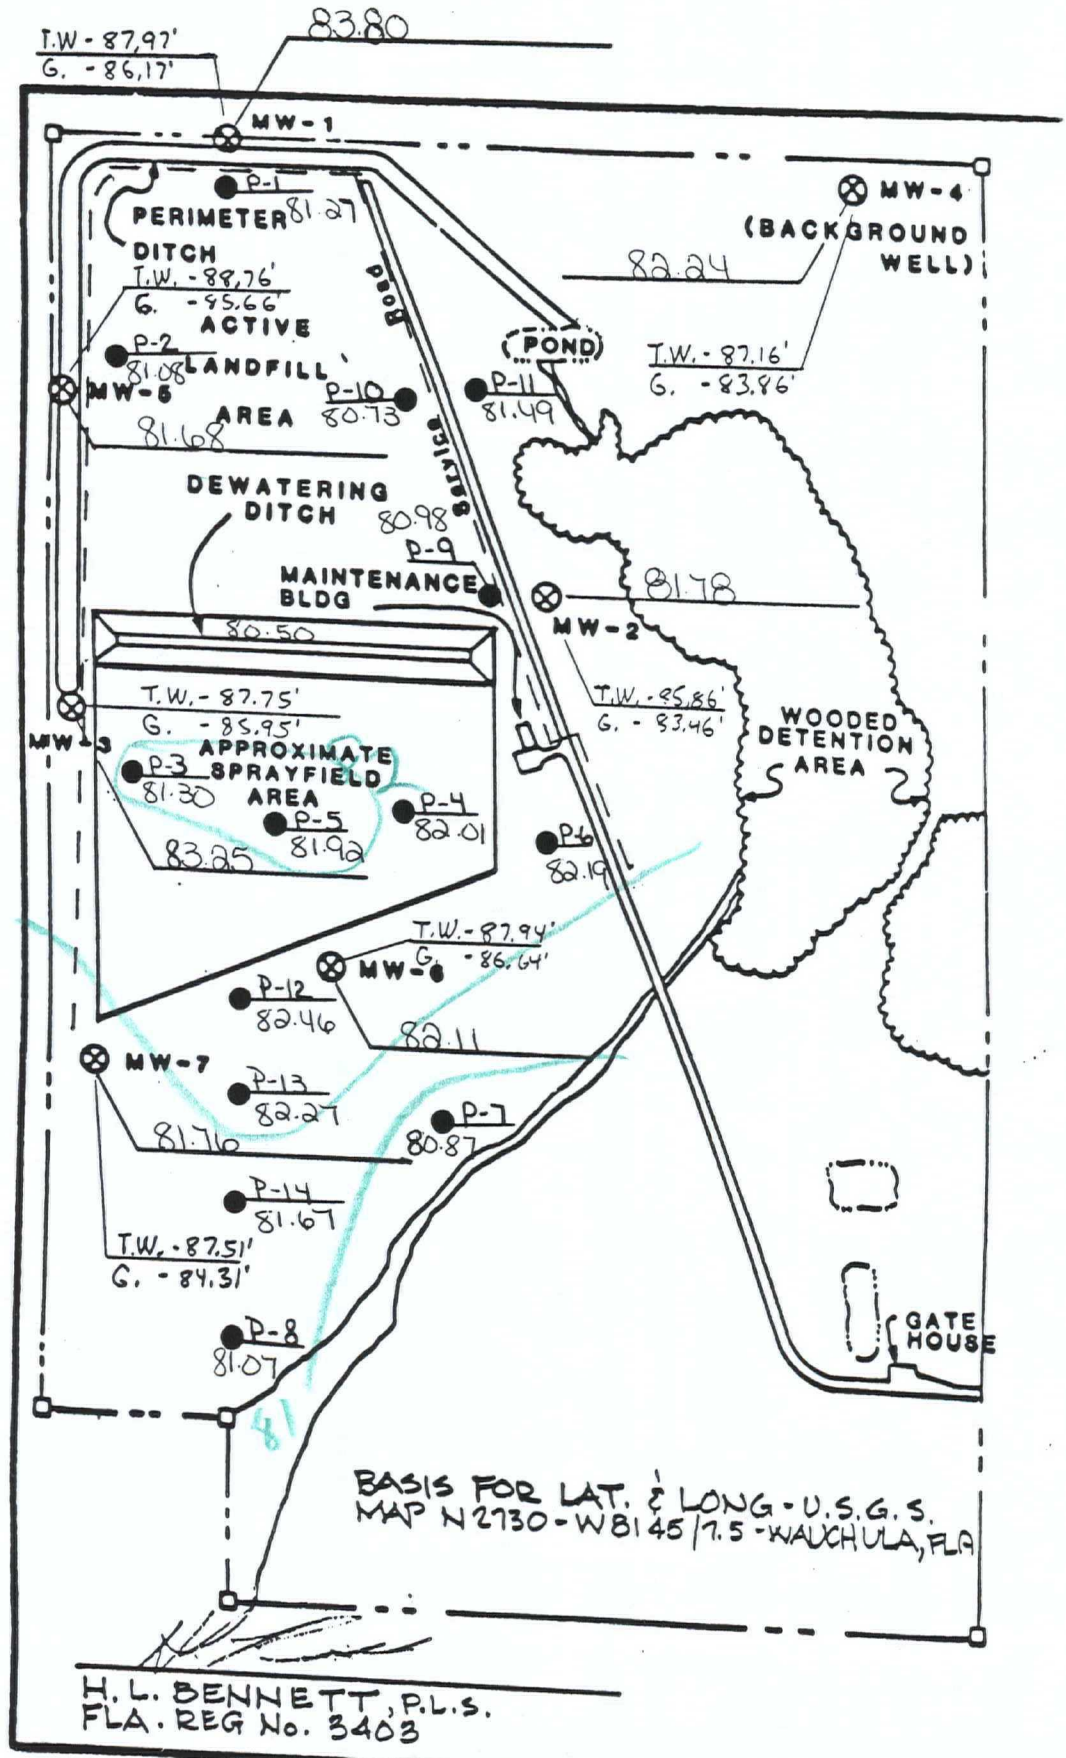 83.80
T.W - 87,97'
G. - 86,17'
MW-1
P-1
81.27
MW-4
PERIMETER
DITCH
(BACKGROUND
WELL)
82.24
T.W. - 88,76'
G. - 85.66'
ACTIVE
LANDFILL
AREA
Service Road
(POND)
P-2
81.08
MW-5
81.68
P-10
80.73
P-11
81.49
T.W. - 87.16'
G. - 83,86'
DEWATERING
DITCH
80.98
P-9
MAINTENANCE
BLDG
81.78
MW-2
80.50
T.W. - 85,86'
G. - 83.46'
T.W. - 87.75'
G. - 85.95'
MW-3
APPROXIMATE
SPRAYFIELD
AREA
WOODED
DETENTION
AREA
P-3
81.30
P-4
82.01
P-5
81.92
P-6
82.19
83.25
T.W. - 87.94'
G. - 86.64'
MW-6
P-12
82.46
82.11
MW-7
P-13
82.27
P-7
80.87
81.76
P-14
81.67
T.W. - 87.51'
G. - 84.31'
P-8
81.07
GATE
HOUSE
81
BASIS FOR LAT. & LONG - U.S.G.S.
MAP N2730-W8145/7.5-WAUCHULA, FLA
H.L. BENNETT, P.L.S.
FLA. REG No. 3403